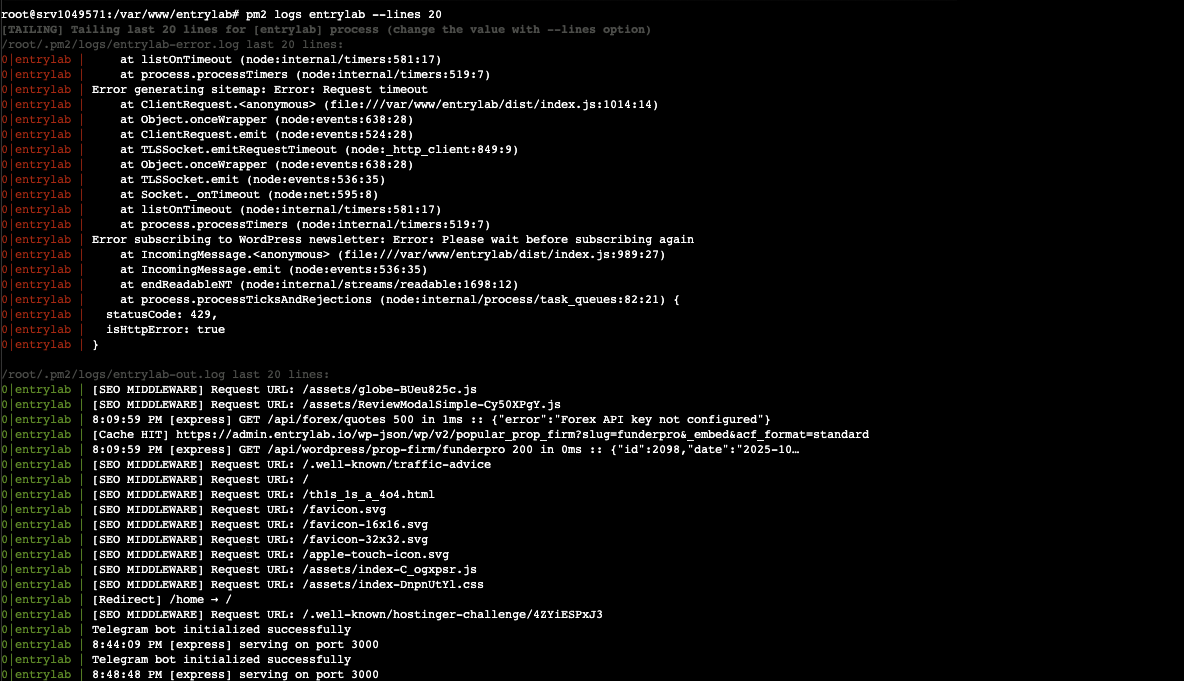 root@srv1049571:/var/www/entrylab# pm2 logs entrylab --lines 20
[TAILING] Tailing last 20 lines for [entrylab] process (change the value with --lines option)
/root/.pm2/logs/entrylab-error.log last 20 lines:
0|entrylab |     at listOnTimeout (node:internal/timers:581:17)
0|entrylab |     at process.processTimers (node:internal/timers:519:7)
0|entrylab | Error generating sitemap: Error: Request timeout
0|entrylab |     at ClientRequest.<anonymous> (file:///var/www/entrylab/dist/index.js:1014:14)
0|entrylab |     at Object.onceWrapper (node:events:638:28)
0|entrylab |     at ClientRequest.emit (node:events:524:28)
0|entrylab |     at TLSSocket.emitRequestTimeout (node:_http_client:849:9)
0|entrylab |     at Object.onceWrapper (node:events:638:28)
0|entrylab |     at TLSSocket.emit (node:events:536:35)
0|entrylab |     at Socket._onTimeout (node:net:595:8)
0|entrylab |     at listOnTimeout (node:internal/timers:581:17)
0|entrylab |     at process.processTimers (node:internal/timers:519:7)
0|entrylab | Error subscribing to WordPress newsletter: Error: Please wait before subscribing again
0|entrylab |     at IncomingMessage.<anonymous> (file:///var/www/entrylab/dist/index.js:989:27)
0|entrylab |     at IncomingMessage.emit (node:events:536:35)
0|entrylab |     at endReadableNT (node:internal/streams/readable:1698:12)
0|entrylab |     at process.processTicksAndRejections (node:internal/process/task_queues:82:21) {
0|entrylab |   statusCode: 429,
0|entrylab |   isHttpError: true
0|entrylab | }
/root/.pm2/logs/entrylab-out.log last 20 lines:
0|entrylab | [SEO MIDDLEWARE] Request URL: /assets/globe-BUeu825c.js
0|entrylab | [SEO MIDDLEWARE] Request URL: /assets/ReviewModalSimple-Cy50XPgY.js
0|entrylab | 8:09:59 PM [express] GET /api/forex/quotes 500 in 1ms :: {"error":"Forex API key not configured"}
0|entrylab | [Cache HIT] https://admin.entrylab.io/wp-json/wp/v2/popular_prop_firm?slug=funderpro&_embed&acf_format=standard
0|entrylab | 8:09:59 PM [express] GET /api/wordpress/prop-firm/funderpro 200 in 0ms :: {"id":2098,"date":"2025-10…
0|entrylab | [SEO MIDDLEWARE] Request URL: /.well-known/traffic-advice
0|entrylab | [SEO MIDDLEWARE] Request URL: /
0|entrylab | [SEO MIDDLEWARE] Request URL: /th1s_1s_a_4o4.html
0|entrylab | [SEO MIDDLEWARE] Request URL: /favicon.svg
0|entrylab | [SEO MIDDLEWARE] Request URL: /favicon-16x16.svg
0|entrylab | [SEO MIDDLEWARE] Request URL: /favicon-32x32.svg
0|entrylab | [SEO MIDDLEWARE] Request URL: /apple-touch-icon.svg
0|entrylab | [SEO MIDDLEWARE] Request URL: /assets/index-C_ogxpsr.js
0|entrylab | [SEO MIDDLEWARE] Request URL: /assets/index-DnpnUtYl.css
0|entrylab | [Redirect] /home → /
0|entrylab | [SEO MIDDLEWARE] Request URL: /.well-known/hostinger-challenge/4ZYiESPxJ3
0|entrylab | Telegram bot initialized successfully
0|entrylab | 8:44:09 PM [express] serving on port 3000
0|entrylab | Telegram bot initialized successfully
0|entrylab | 8:48:48 PM [express] serving on port 3000